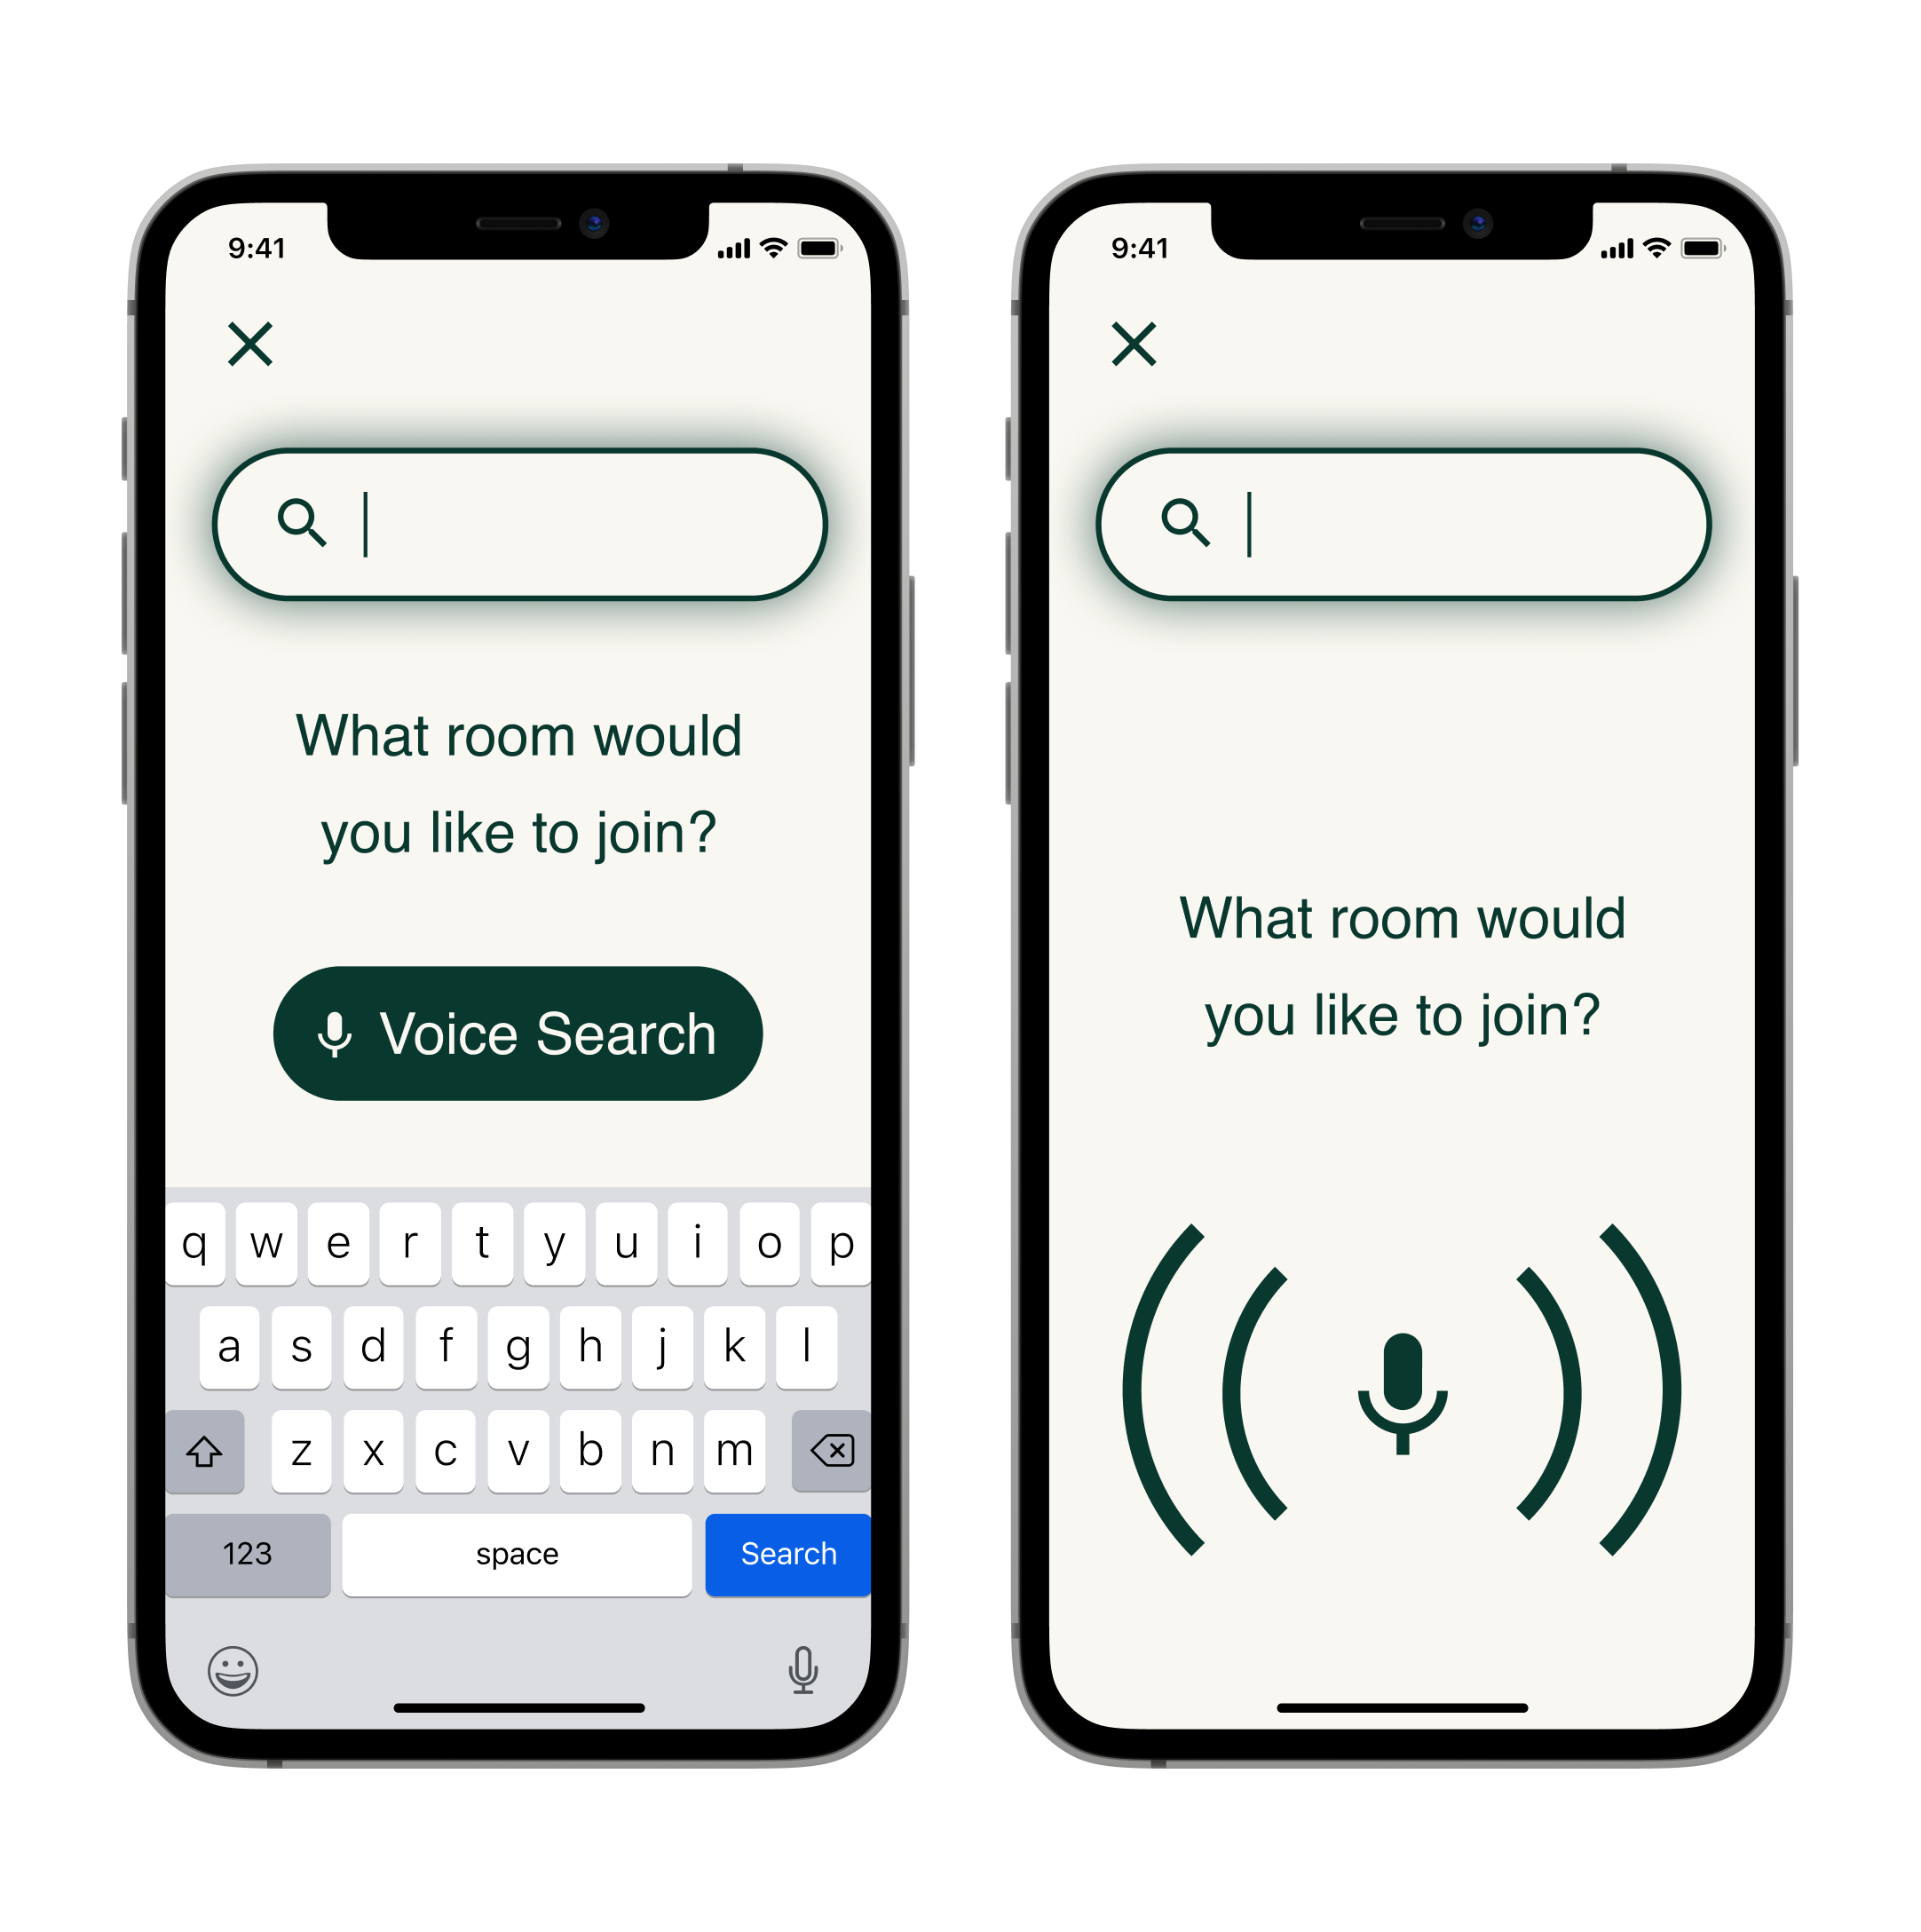 9:41
What room would
you like to join?
Voice Search
q w e r t y u i o p
a s d f g h j k l
z x c v b n m
123 space Search
9:41
What room would
you like to join?